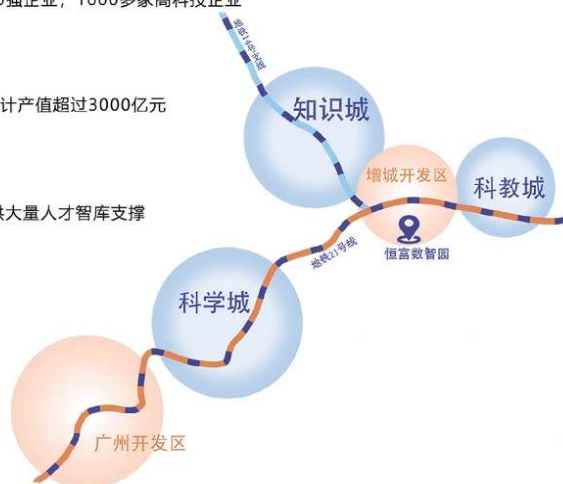 强企业，1000多家高科技企业
计产值超过3000亿元
供大量人才智库支撑
知识城
增城开发区
科教城
恒富数智园
地铁21号线
科学城
广州开发区